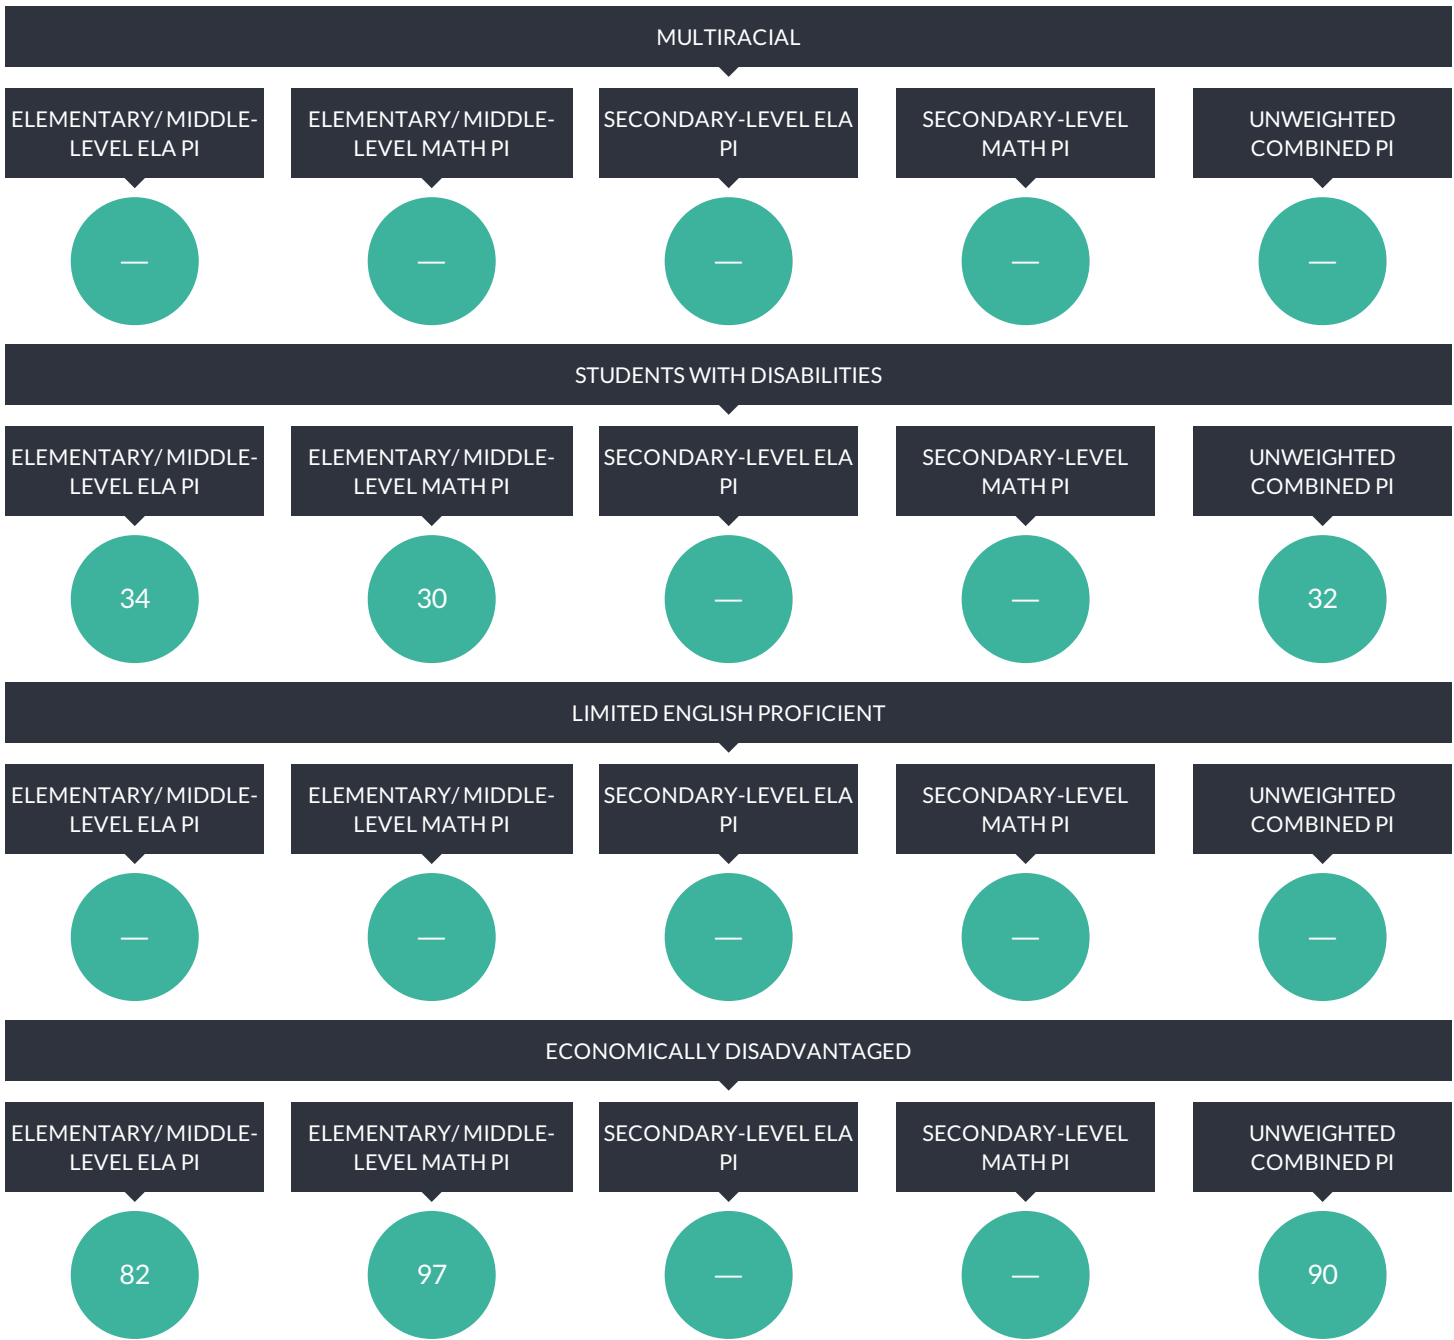 MULTIRACIAL
ELEMENTARY/ MIDDLE-
LEVEL ELA PI
ELEMENTARY/ MIDDLE-
LEVEL MATH PI
SECONDARY-LEVEL ELA
PI
SECONDARY-LEVEL
MATH PI
UNWEIGHTED
COMBINED PI
—
—
—
—
—
STUDENTS WITH DISABILITIES
ELEMENTARY/ MIDDLE-
LEVEL ELA PI
ELEMENTARY/ MIDDLE-
LEVEL MATH PI
SECONDARY-LEVEL ELA
PI
SECONDARY-LEVEL
MATH PI
UNWEIGHTED
COMBINED PI
34
30
—
—
32
LIMITED ENGLISH PROFICIENT
ELEMENTARY/ MIDDLE-
LEVEL ELA PI
ELEMENTARY/ MIDDLE-
LEVEL MATH PI
SECONDARY-LEVEL ELA
PI
SECONDARY-LEVEL
MATH PI
UNWEIGHTED
COMBINED PI
—
—
—
—
—
ECONOMICALLY DISADVANTAGED
ELEMENTARY/ MIDDLE-
LEVEL ELA PI
ELEMENTARY/ MIDDLE-
LEVEL MATH PI
SECONDARY-LEVEL ELA
PI
SECONDARY-LEVEL
MATH PI
UNWEIGHTED
COMBINED PI
82
97
—
—
90